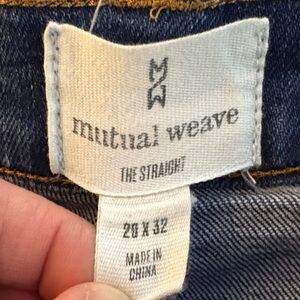 MW
mutual weave
THE STRAIGHT
28 X 32
MADE IN
CHINA